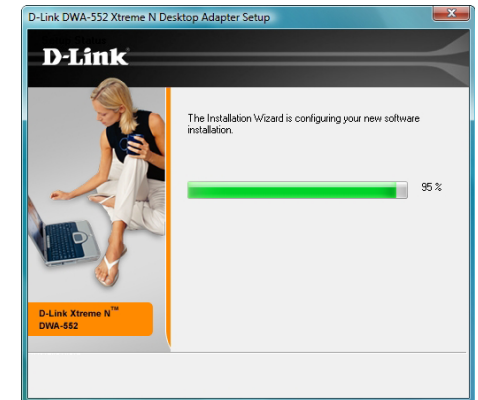 D-Link DWA-552 Xtreme N Desktop Adapter Setup
D-Link
The Installation Wizard is configuring your new software
installation.
95 %
D-Link Xtreme N™
DWA-552